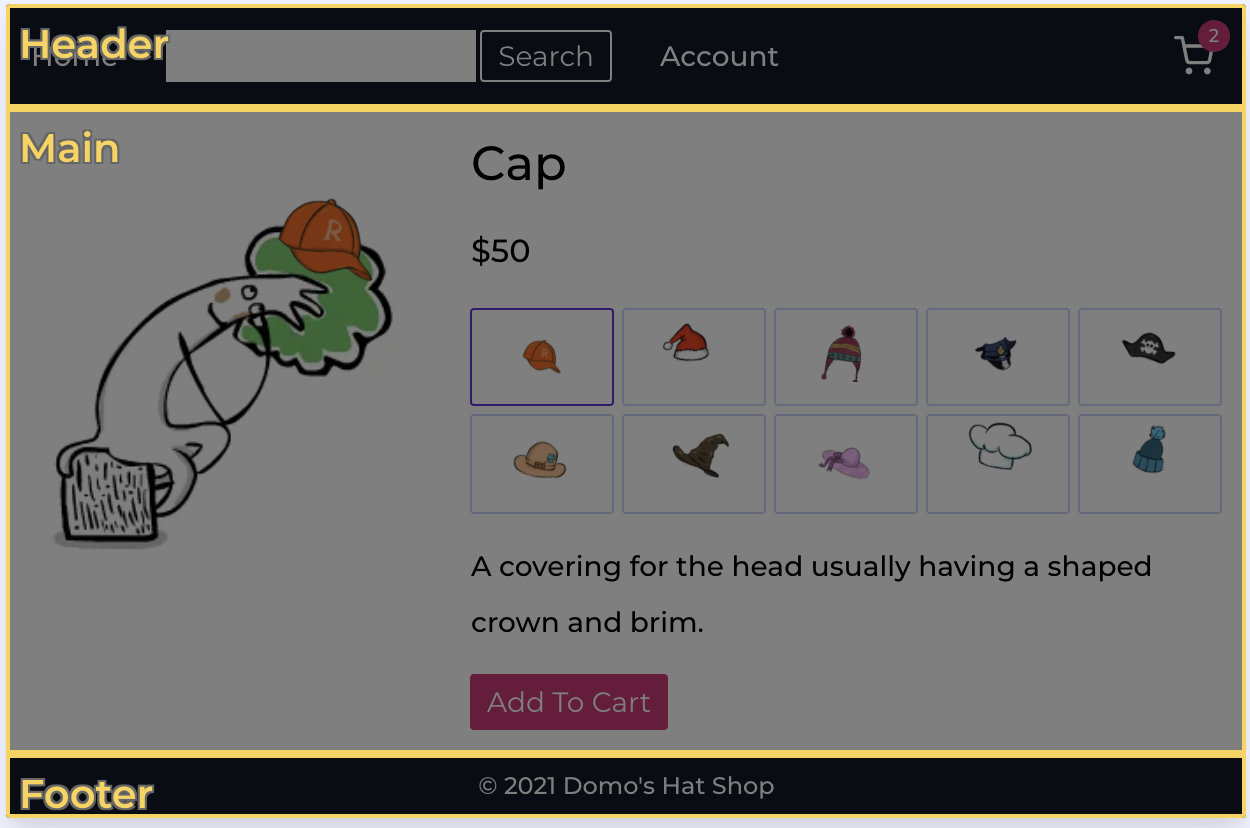 Header
Home
Search
Account
2
Main
Cap
$50
R
R
A covering for the head usually having a shaped
crown and brim.
Add To Cart
Footer
© 2021 Domo's Hat Shop